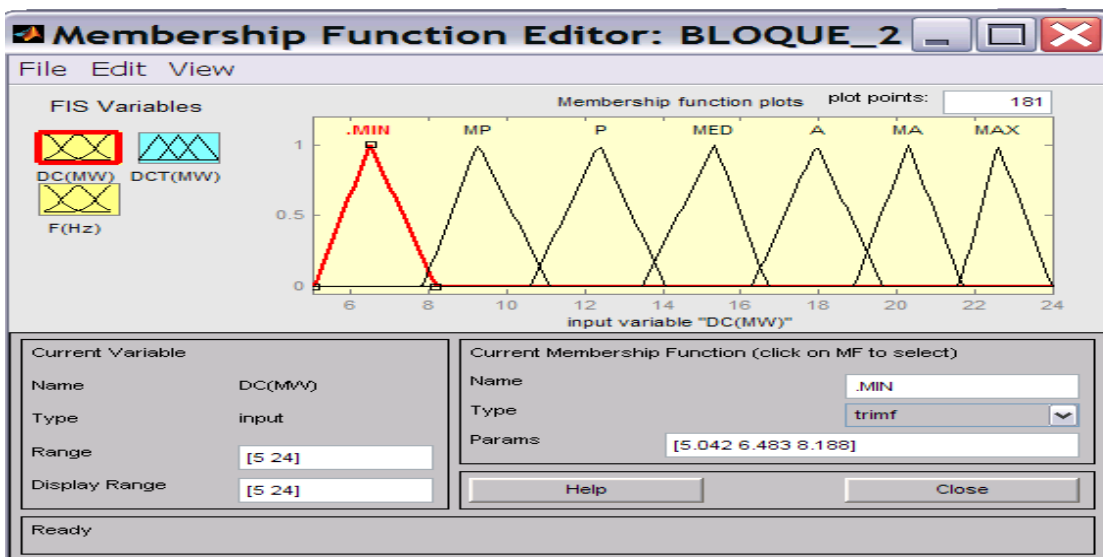 Membership Function Editor: BLOQUE_2
File Edit View
FIS Variables
Membership function plots plot points: 181
DC(MW) DCT(MW)
F(Hz)
.MIN MP P MED A MA MAX
1
0.5
0
6 8 10 12 14 16 18 20 22 24
input variable "DC(MW)"
Current Variable
Name DC(MW)
Type input
Range [5 24]
Display Range [5 24]
Current Membership Function (click on MF to select)
Name .MIN
Type trimf
Params [5.042 6.483 8.188]
Help Close
Ready